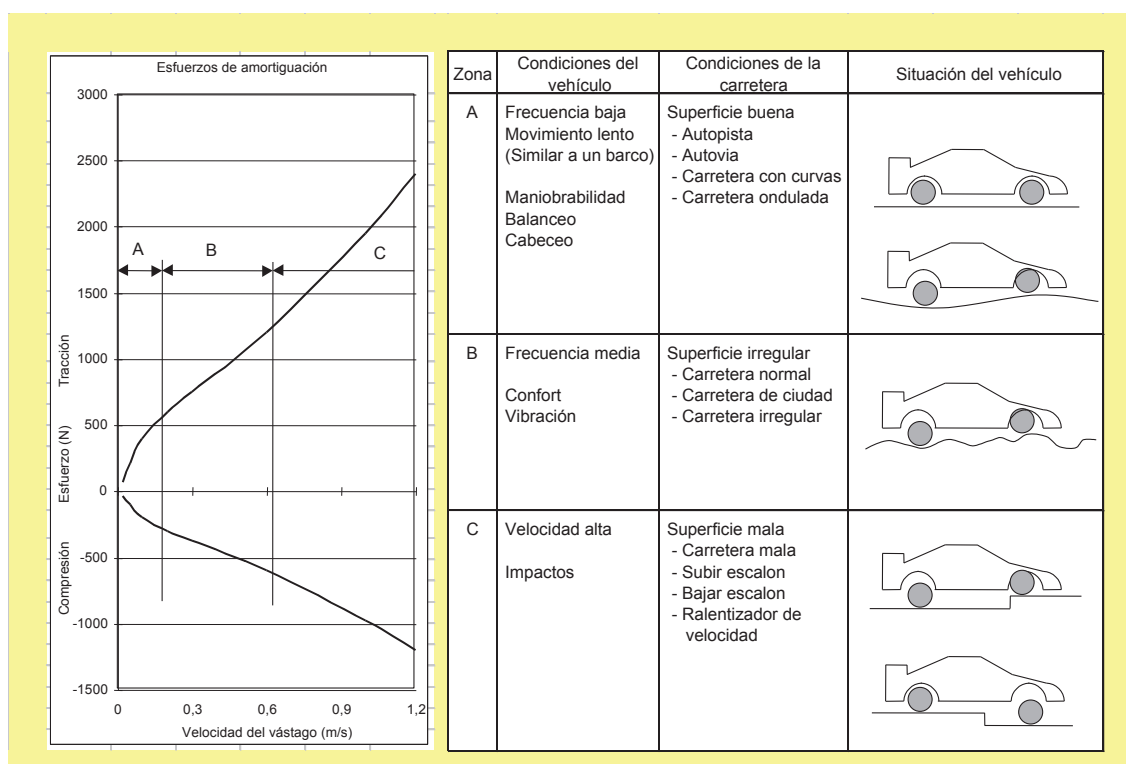 Esfuerzos de amortiguación
3000
2500
2000
1500
1000
500
0
-500
-1000
-1500
A
B
C
Esfuerzo (N)
Tracción
Compresión
0
0,3
0,6
0,9
1,2
Velocidad del vástago (m/s)
Zona
Condiciones del
vehículo
Condiciones de la
carretera
Situación del vehículo
A
Frecuencia baja
Movimiento lento
(Similar a un barco)
Maniobrabilidad
Balanceo
Cabeceo
Superficie buena
- Autopista
- Autovia
- Carretera con curvas
- Carretera ondulada
B
Frecuencia media
Confort
Vibración
Superficie irregular
- Carretera normal
- Carretera de ciudad
- Carretera irregular
C
Velocidad alta
Impactos
Superficie mala
- Carretera mala
- Subir escalon
- Bajar escalon
- Ralentizador de
velocidad